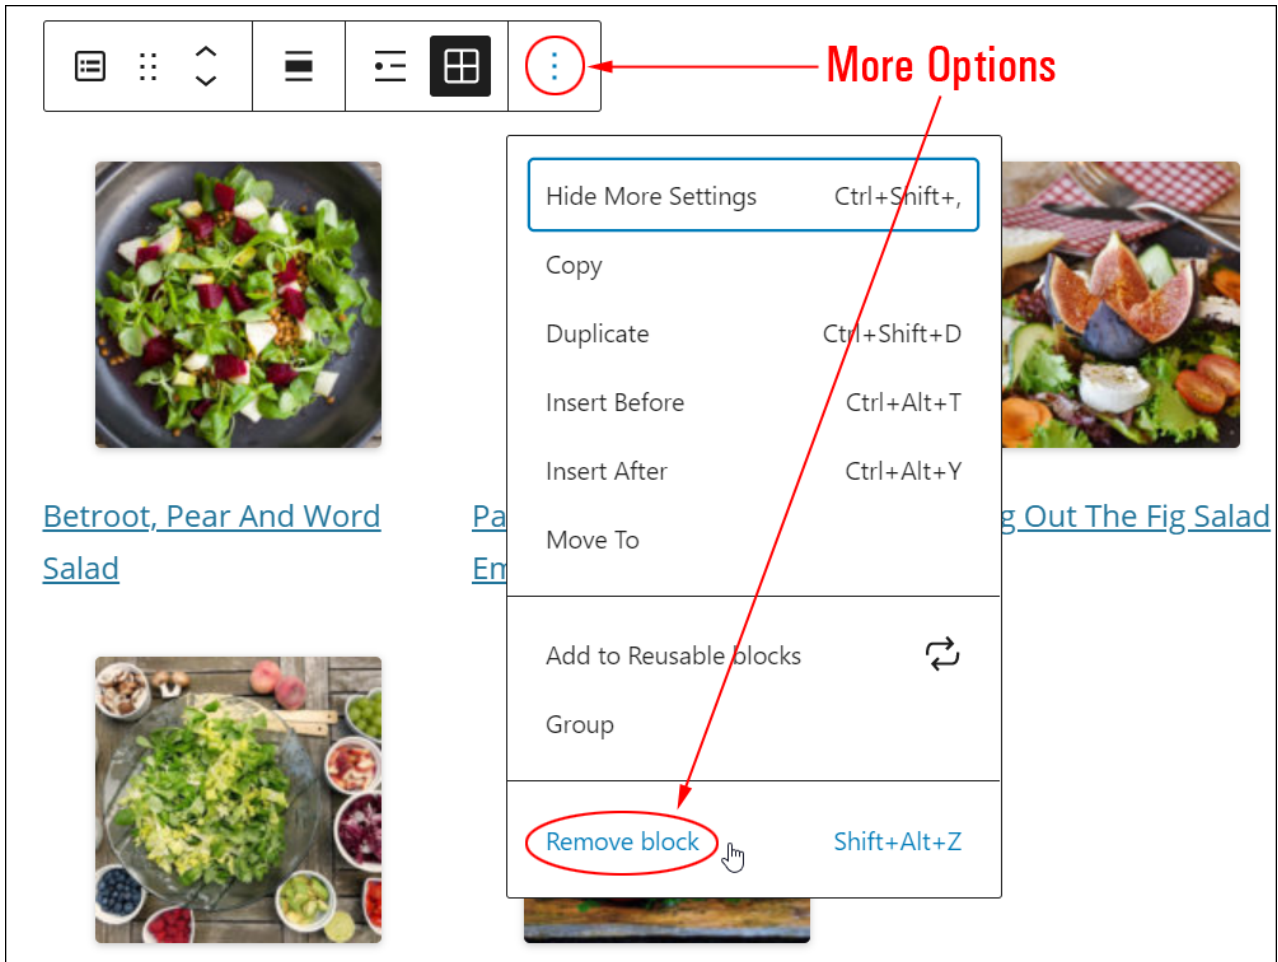 More Options
Hide More Settings Ctrl+Shift+,
Copy
Duplicate Ctrl+Shift+D
Insert Before Ctrl+Alt+T
Insert After Ctrl+Alt+Y
Move To
Add to Reusable blocks
Group
Remove block Shift+Alt+Z
Betroot, Pear And Word
Salad
Pa
Em
g Out The Fig Salad